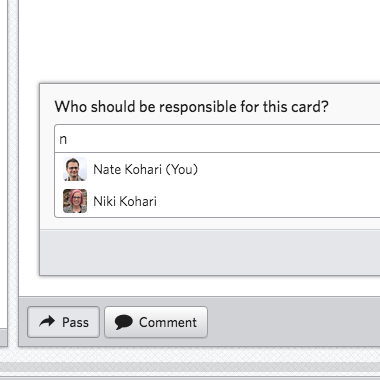 Who should be responsible for this card?
n
Nate Kohari (You)
Niki Kohari
Pass
Comment